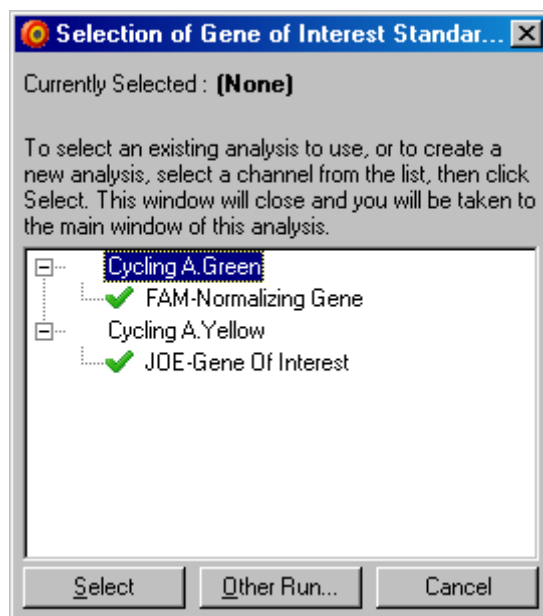 Selection of Gene of Interest Standar...
Currently Selected : (None)
To select an existing analysis to use, or to create a
new analysis, select a channel from the list, then click
Select. This window will close and you will be taken to
the main window of this analysis.
Cycling A.Green
FAM-Normalizing Gene
Cycling A.Yellow
JOE-Gene Of Interest
Select Other Run... Cancel